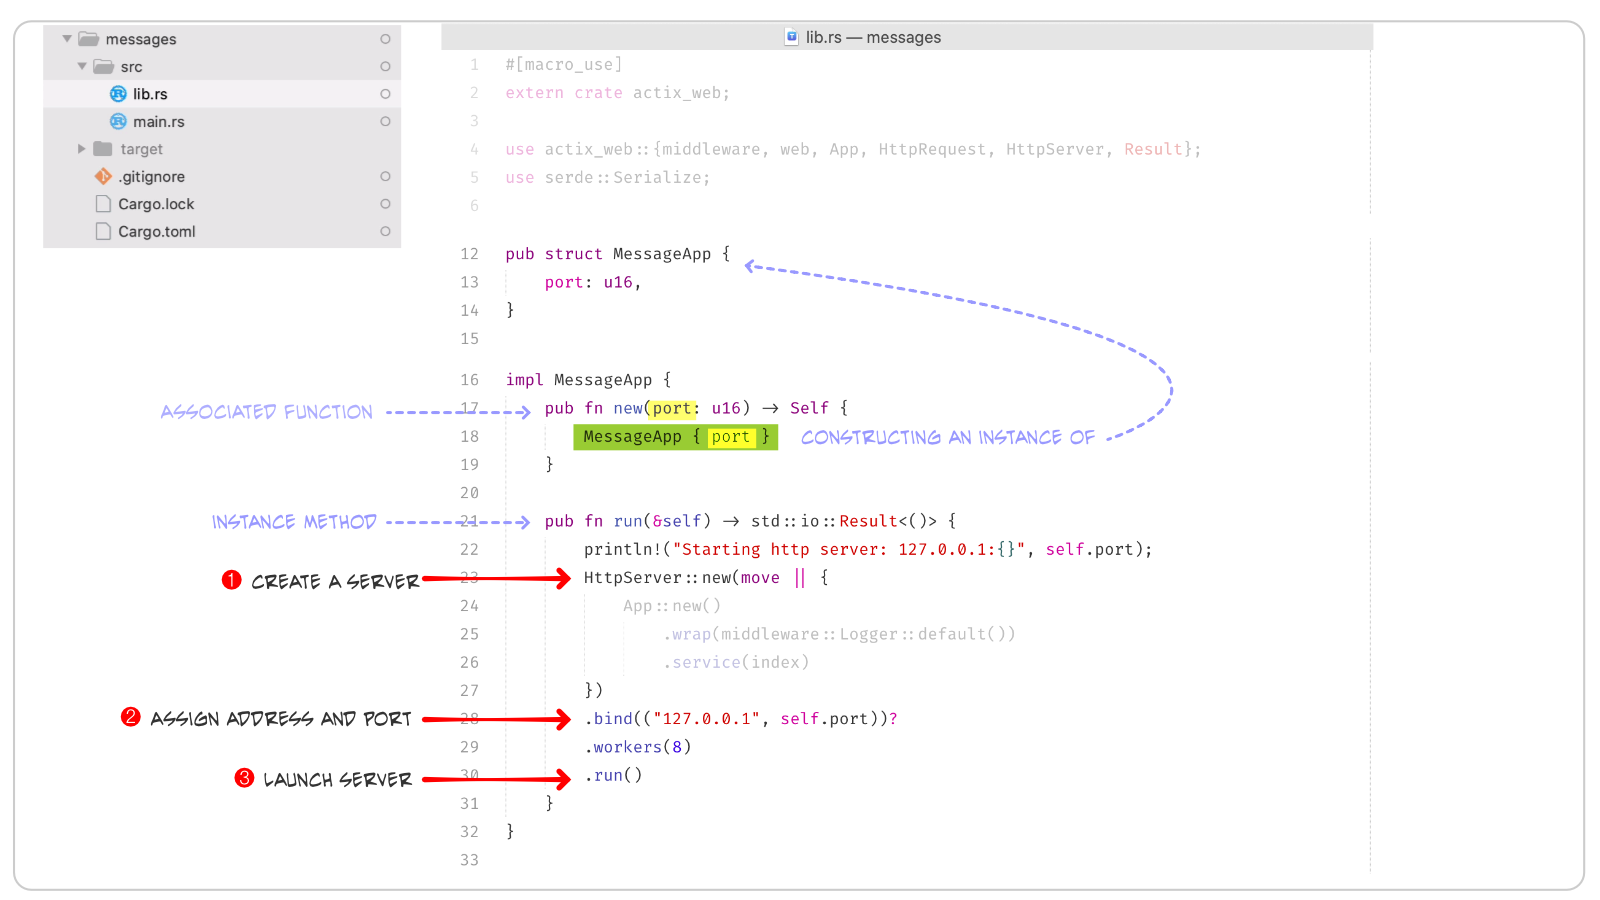 messages
src
lib.rs
main.rs
target
.gitignore
Cargo.lock
Cargo.toml
lib.rs — messages
1 #[macro_use]
2 extern crate actix_web;
3
4 use actix_web::{middleware, web, App, HttpRequest, HttpServer, Result};
5 use serde::Serialize;
6
12 pub struct MessageApp {
13 port: u16,
14 }
15
16 impl MessageApp {
ASSOCIATED FUNCTION
17 pub fn new(port: u16) → Self {
18 MessageApp { port } CONSTRUCTING AN INSTANCE OF
19 }
20
INSTANCE METHOD
21 pub fn run(&self) → std::io::Result<()> {
22 println!("Starting http server: 127.0.0.1:{}", self.port);
1 CREATE A SERVER
23 HttpServer::new(move || {
24 App::new()
25 .wrap(middleware::Logger::default())
26 .service(index)
27 })
2 ASSIGN ADDRESS AND PORT
28 .bind(("127.0.0.1", self.port))?
29 .workers(8)
3 LAUNCH SERVER
30 .run()
31 }
32 }
33